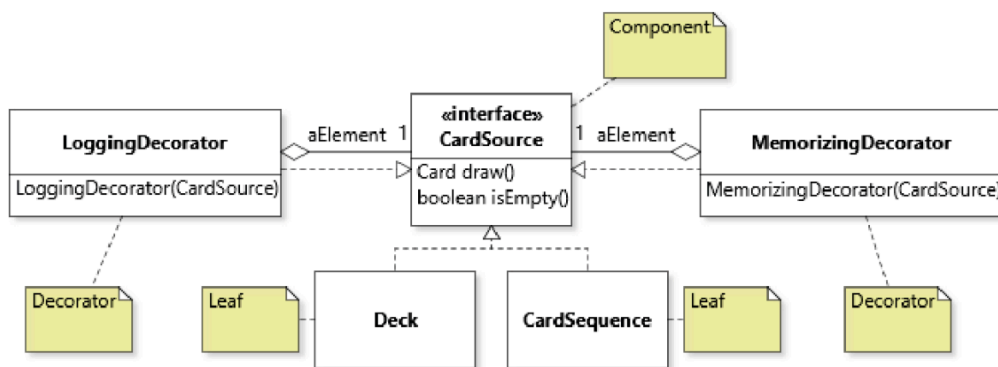 Component
«interface»
CardSource
LoggingDecorator
aElement 1
1 aElement
MemorizingDecorator
LoggingDecorator(CardSource)
Card draw()
boolean isEmpty()
MemorizingDecorator(CardSource)
Decorator
Leaf
Deck
CardSequence
Leaf
Decorator